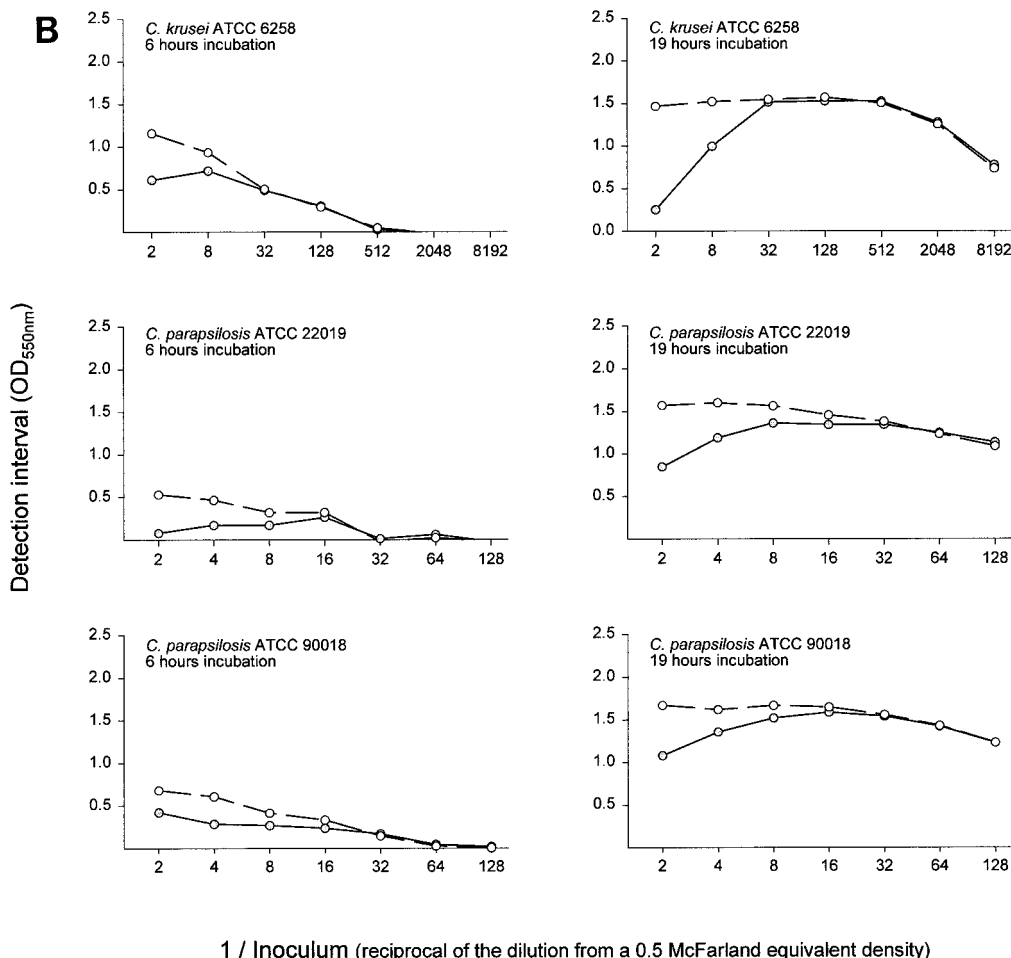 B
C. krusei ATCC 6258
6 hours incubation
2.5
2.0
1.5
1.0
0.5
2 8 32 128 512 2048 8192
C. krusei ATCC 6258
19 hours incubation
2.5
2.0
1.5
1.0
0.5
0.0
2 8 32 128 512 2048 8192
Detection interval (OD550nm)
C. parapsilosis ATCC 22019
6 hours incubation
2.5
2.0
1.5
1.0
0.5
2 4 8 16 32 64 128
C. parapsilosis ATCC 22019
19 hours incubation
2.5
2.0
1.5
1.0
0.5
2 4 8 16 32 64 128
C. parapsilosis ATCC 90018
6 hours incubation
2.5
2.0
1.5
1.0
0.5
2 4 8 16 32 64 128
C. parapsilosis ATCC 90018
19 hours incubation
2.5
2.0
1.5
1.0
0.5
2 4 8 16 32 64 128
1 / Inoculum (reciprocal of the dilution from a 0.5 McFarland equivalent density)